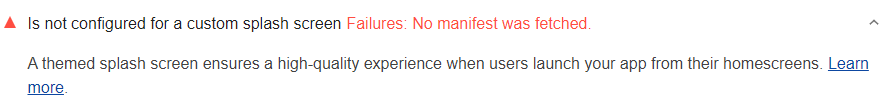 Is not configured for a custom splash screen Failures: No manifest was fetched.
A themed splash screen ensures a high-quality experience when users launch your app from their homescreens. Learn
more.